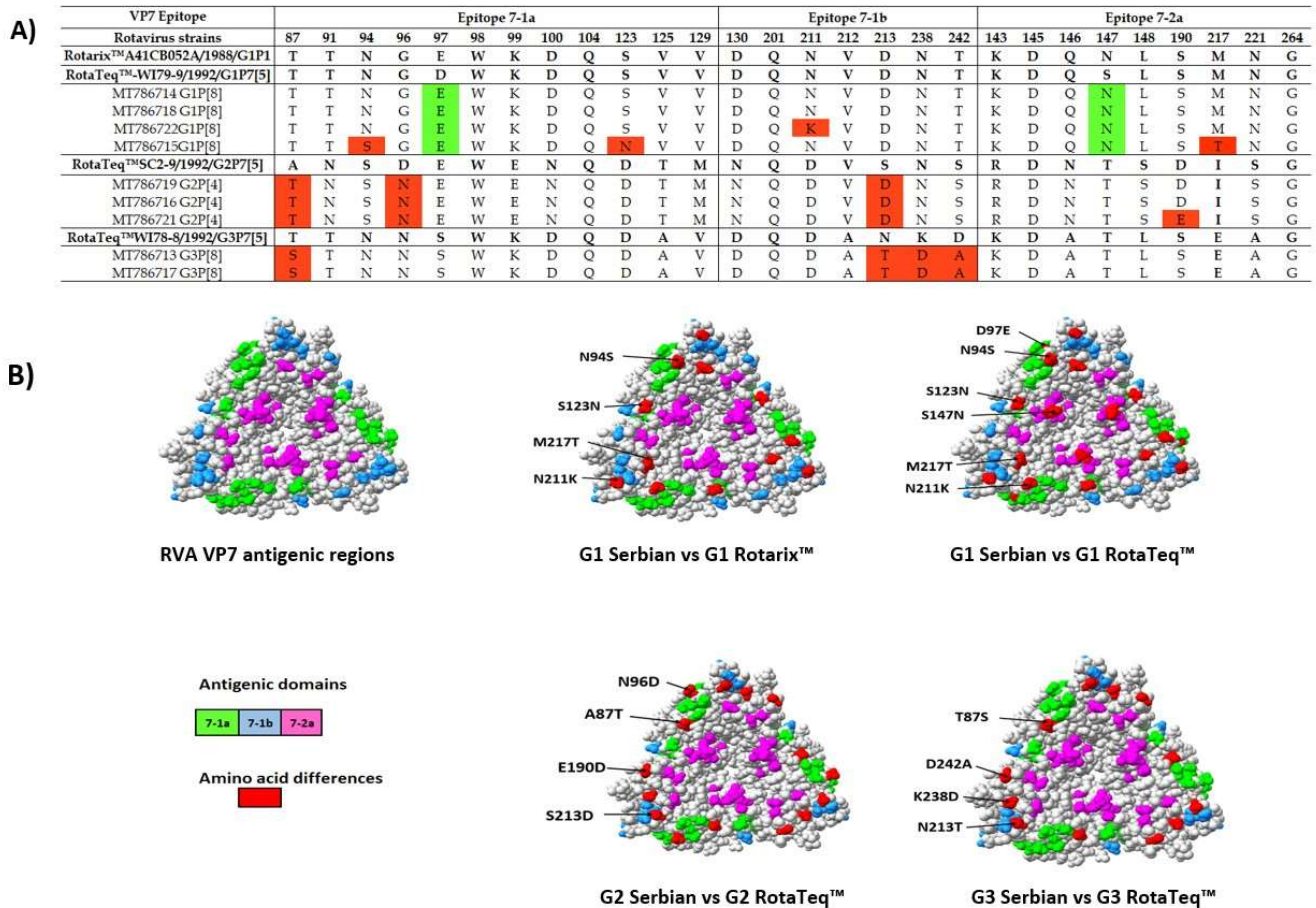 A)
VP7 Epitope Epitope 7-1a Epitope 7-1b Epitope 7-2a
Rotavirus strains 87 91 94 96 97 98 99 100 104 123 125 129 130 201 211 212 213 238 242 143 145 146 147 148 190 217 221 264
Rotarix™A41CB052A/1988/G1P1 T T N G E W K D Q S V V D Q N V D N T K D Q N L S M N G
RotaTeq™-WI79-9/1992/G1P7[5] T T N G D W K D Q S V V D Q N V D N T K D Q S L S M N G
MT786714 G1P[8] T T N G E W K D Q S V V D Q N V D N T K D Q N L S M N G
MT786718 G1P[8] T T N G E W K D Q S V V D Q N V D N T K D Q N L S M N G
MT786722G1P[8] T T N G E W K D Q S V V D Q K V D N T K D Q N L S M N G
MT786715G1P[8] T T S G E W K D Q N V V D Q N V D N T K D Q N L S T N G
RotaTeq™SC2-9/1992/G2P7[5] A N S D E W E N Q D T M N Q D V S N S R D N T S D I S G
MT786719 G2P[4] T N S N E W E N Q D T M N Q D V D N S R D N T S D I S G
MT786716 G2P[4] T N S N E W E N Q D T M N Q D V D N S R D N T S D I S G
MT786721 G2P[4] T N S N E W E N Q D T M N Q D V D N S R D N T S E I S G
RotaTeq™WI78-8/1992/G3P7[5] T T N N S W K D Q D A V D Q D A N K D K D A T L S E A G
MT786713 G3P[8] S T N N S W K D Q D A V D Q D A T D A K D A T L S E A G
MT786717 G3P[8] S T N N S W K D Q D A V D Q D A T D A K D A T L S E A G
B)
RVA VP7 antigenic regions
N94S
S123N
M217T
N211K
G1 Serbian vs G1 Rotarix™
D97E
N94S
S123N
S147N
M217T
N211K
G1 Serbian vs G1 RotaTeq™
Antigenic domains
7-1a 7-1b 7-2a
Amino acid differences
N96D
A87T
E190D
S213D
G2 Serbian vs G2 RotaTeq™
T87S
D242A
K238D
N213T
G3 Serbian vs G3 RotaTeq™